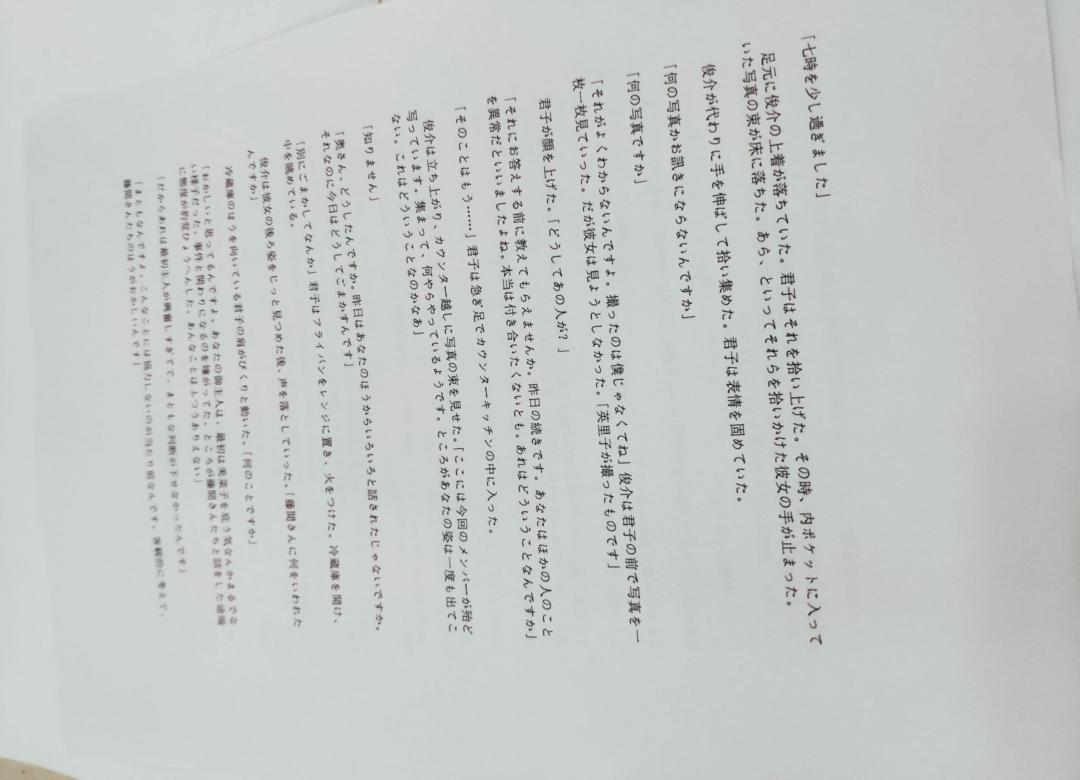 「七時を少し過ぎました」
足元に俊介の上着が落ちていた。君子はそれを拾い上げた。その時、内ポケットに入って
いた写真の束が床に落ちた。あら、といってそれらを拾いかけた彼女の手が止まった。
俊介が代わりに手を伸ばして拾い集めた。君子は表情を固めていた。
「何の写真かお訊きにならないんですか」
「何の写真ですか」
「それがよくわからないんですよ。撮ったのは僕じゃなくてね」俊介は君子の前で写真を一
枚一枚見ていった。だが彼女は見ようとしなかった。「英里子が撮ったものです」
君子が顔を上げた。「どうしてあの人が?」
「それにお答えする前に教えてもらえませんか。昨日の続きです。あなたはほかの人のこと
を異常だといいましたよね。本当は付き合いたくないとも。あれはどういうことなんですか」
「そのことはもう……」君子は急ぎ足でカウンターキッチンの中に入った。
俊介は立ち上がり、カウンター越しに写真の束を見せた。「ここには今回のメンバーが殆ど
写っています。集まって、何やらやっているようです。ところがあなたの姿は一度も出てこ
ない。これはどういうことなのかなあ」
「知りません」
「奥さん、どうしたんですか。昨日はあなたのほうからいろいろと話されたじゃないですか。
それなのに今日はどうしてごまかすんです」
「別にごまかしてなんか」君子はフライパンをレンジに置き、火をつけた。冷蔵庫を開け、
中を眺めている。
俊介は彼女の後ろ姿をじっと見つめた後、声を落としていった。「藤間さんに何をいわれた
んですか」
冷蔵庫のほうを向いている君子の肩がびくりと動いた。「何のことですか」
「おかしいと思ってるんですよ。あなたの御主人は、最初は美菜子を庇う気なんかまるでな
い様子だった。事件と関わりになるのを嫌がってた。ところが藤間さんたちと話をした途端
に態度が豹変ひょうへんした。あんなことはふつうありえない」
「だからあれは最初主人が興奮しすぎてて、まともな判断が下せなかったんです」
「まともなんですよ。こんなことには協力しないのが当たり前なんです。客観的に考えて、
藤間さんたちのほうがおかしいんです」